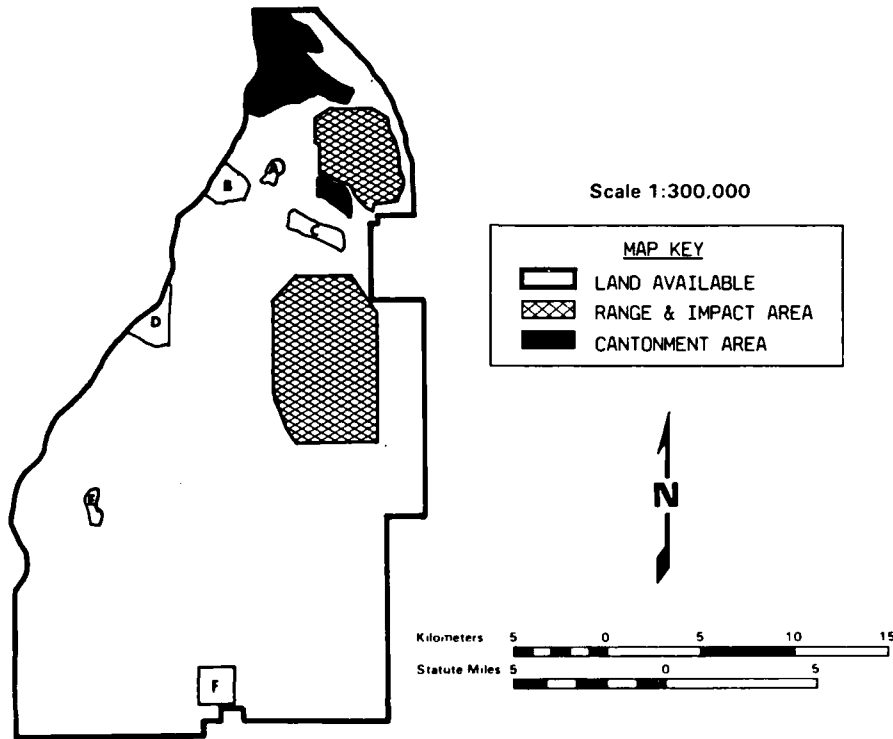 A
B
C
D
E
F
Scale 1:300,000
MAP KEY
LAND AVAILABLE
RANGE & IMPACT AREA
CANTONMENT AREA
N
Kilometers 5 0 5 10 15
Statute Miles 5 0 5